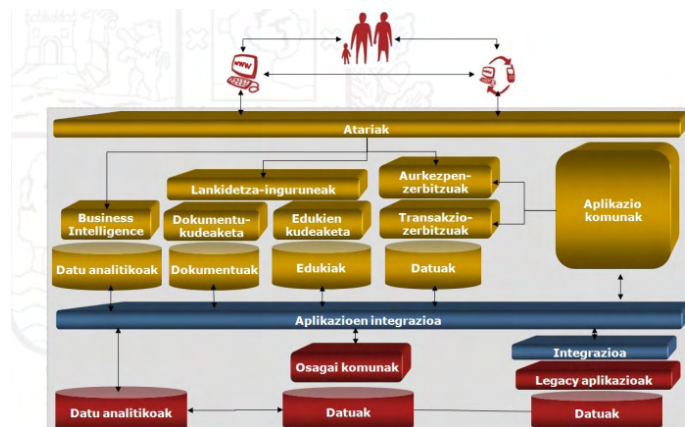 www
Atariak
Aurkezpen-
zerbitzuak
Lankidetza-inguruneak
Aplikazio
komunak
Business
Intelligence
Dokumentu-
kudeaketa
Edukien
kudeaketa
Transakzio-
zerbitzuak
Datu analitikoak
Dokumentuak
Edukiak
Datuak
Aplikazioen integrazioa
Integrazioa
Osagai komunak
Legacy aplikazioak
Datu analitikoak
Datuak
Datuak